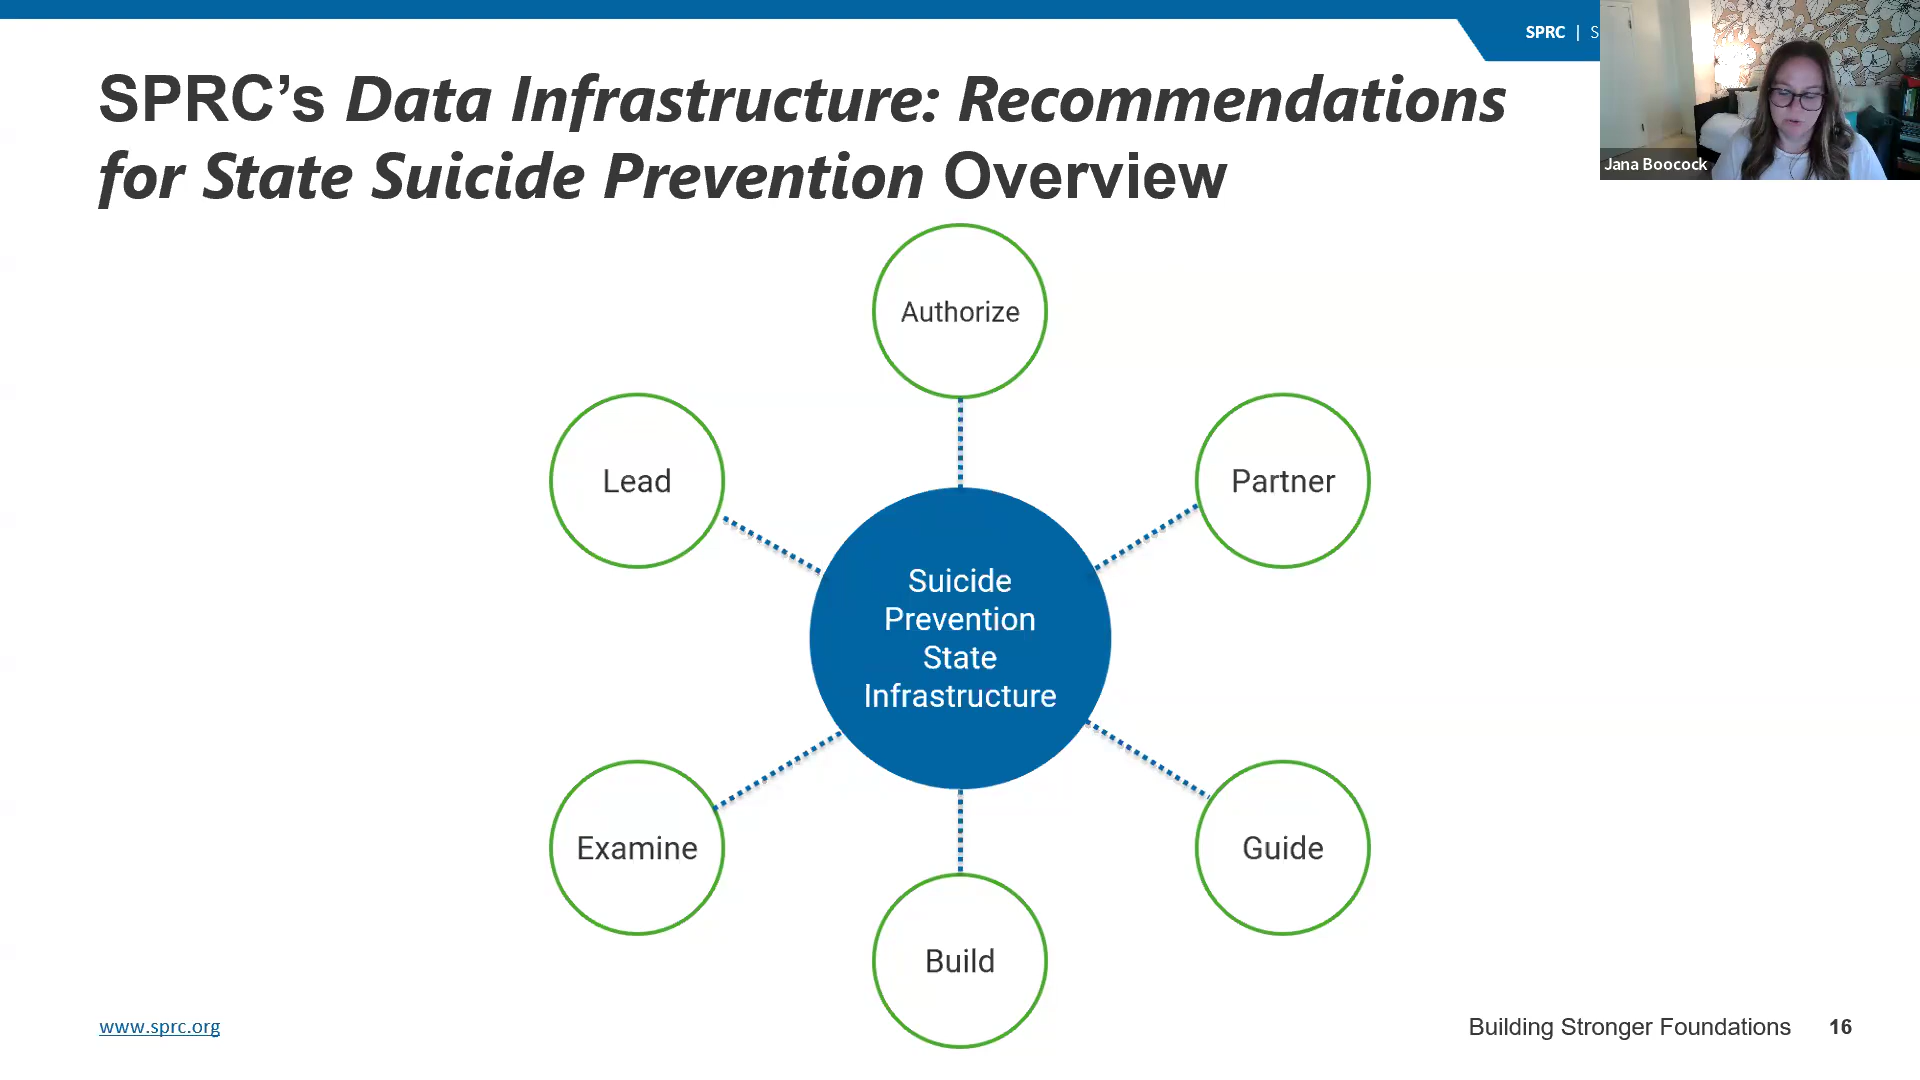 SPRC | S
SPRC’s Data Infrastructure: Recommendations
for State Suicide Prevention Overview
Jana Boocock
Authorize
Lead
Partner
Suicide
Prevention
State
Infrastructure
Examine
Guide
Build
www.sprc.org
Building Stronger Foundations 16